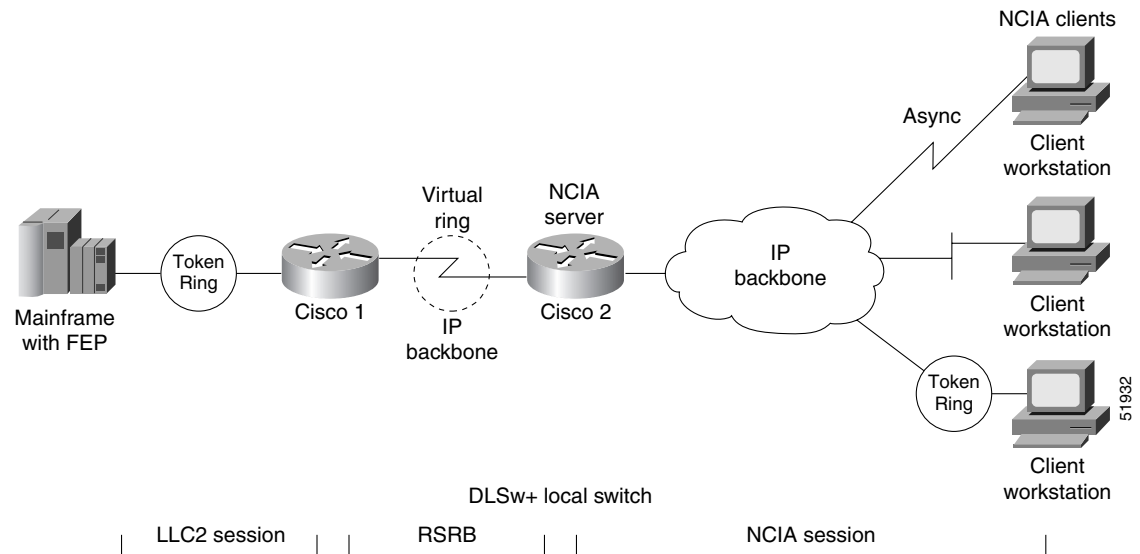 NCIA clients
Async
Client
workstation
Virtual
ring
NCIA
server
Token
Ring
IP
backbone
Mainframe
with FEP
Cisco 1
IP
backbone
Cisco 2
Client
workstation
Token
Ring
51932
Client
workstation
DLSw+ local switch
LLC2 session
RSRB
NCIA session